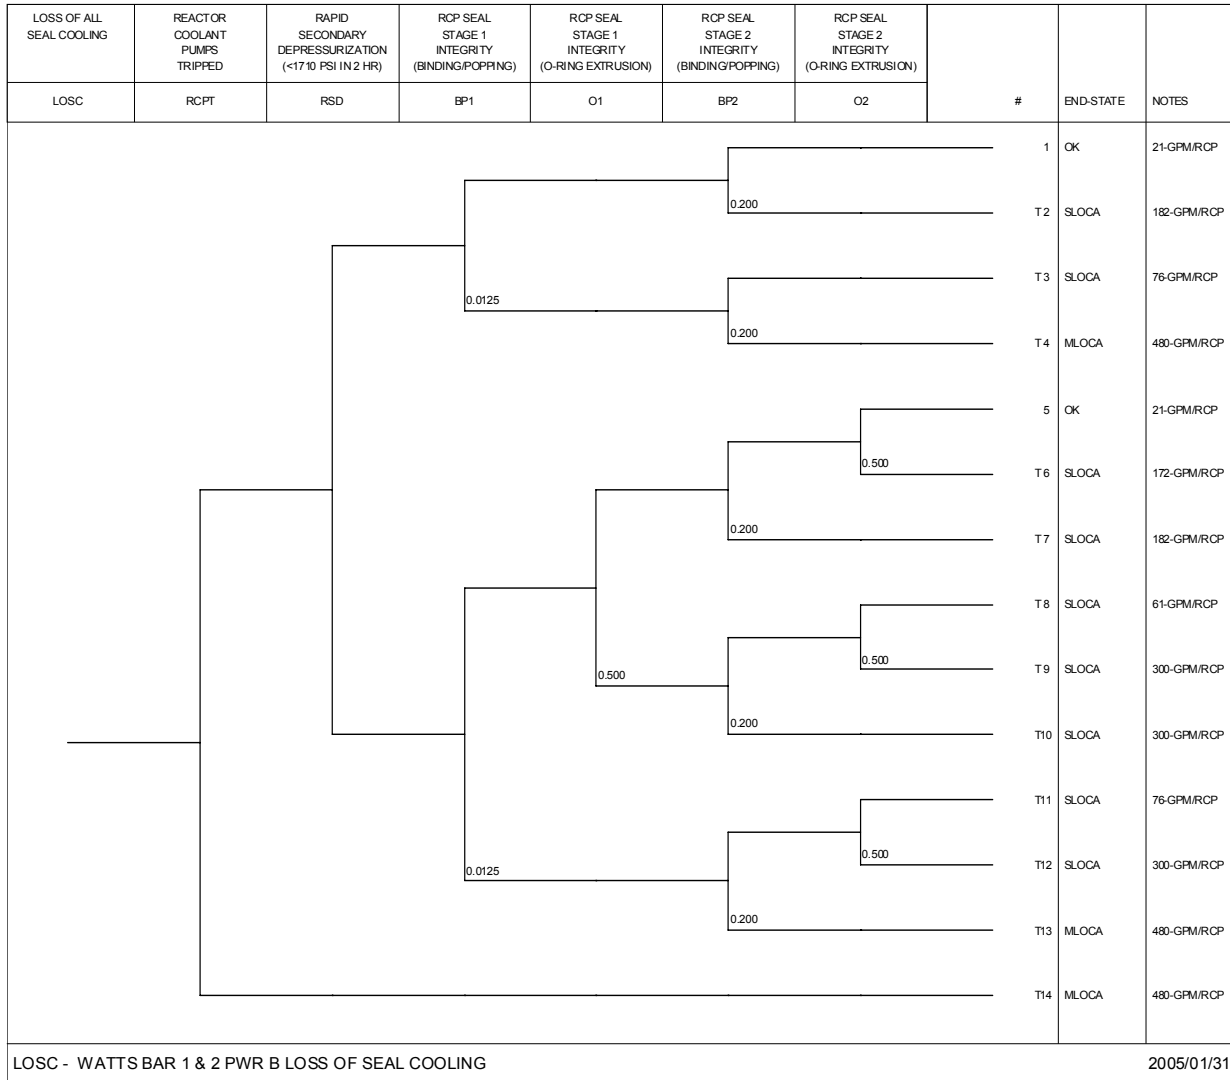 LOSS OF ALL
SEAL COOLING
REACTOR
COOLANT
PUMPS
TRIPPED
RAPID
SECONDARY
DEPRESSURIZATION
(<1710 PSI IN 2 HR)
RCP SEAL
STAGE 1
INTEGRITY
(BINDING/POPPING)
RCP SEAL
STAGE 1
INTEGRITY
(O-RING EXTRUSION)
RCP SEAL
STAGE 2
INTEGRITY
(BINDING/POPPING)
RCP SEAL
STAGE 2
INTEGRITY
(O-RING EXTRUSION)
LOSC RCPT RSD BP1 O1 BP2 O2 # END-STATE NOTES
1 OK 21-GPM/RCP
0.200
T2 SLOCA 182-GPM/RCP
T3 SLOCA 76-GPM/RCP
0.0125
0.200
T4 MLOCA 480-GPM/RCP
5 OK 21-GPM/RCP
0.500
T6 SLOCA 172-GPM/RCP
0.200
T7 SLOCA 182-GPM/RCP
T8 SLOCA 61-GPM/RCP
0.500
T9 SLOCA 300-GPM/RCP
0.500
0.200
T10 SLOCA 300-GPM/RCP
T11 SLOCA 76-GPM/RCP
0.500
T12 SLOCA 300-GPM/RCP
0.0125
0.200
T13 MLOCA 480-GPM/RCP
T14 MLOCA 480-GPM/RCP
LOSC - WATTS BAR 1 & 2 PWR B LOSS OF SEAL COOLING 2005/01/31